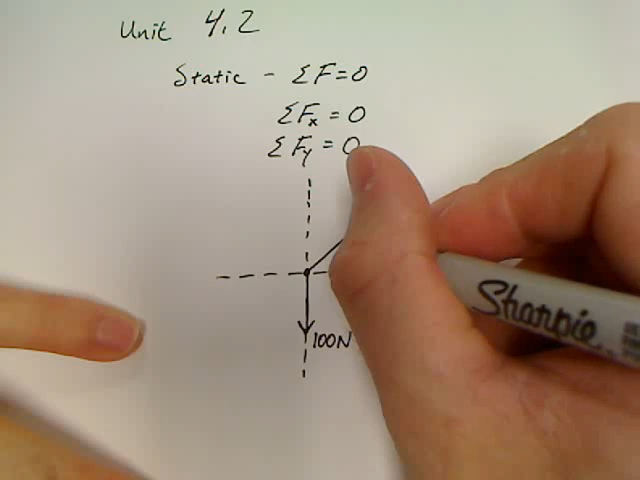 Unit 4.2
Static - ΣF=0
ΣFx = 0
ΣFy = 0
100N
Sharpie